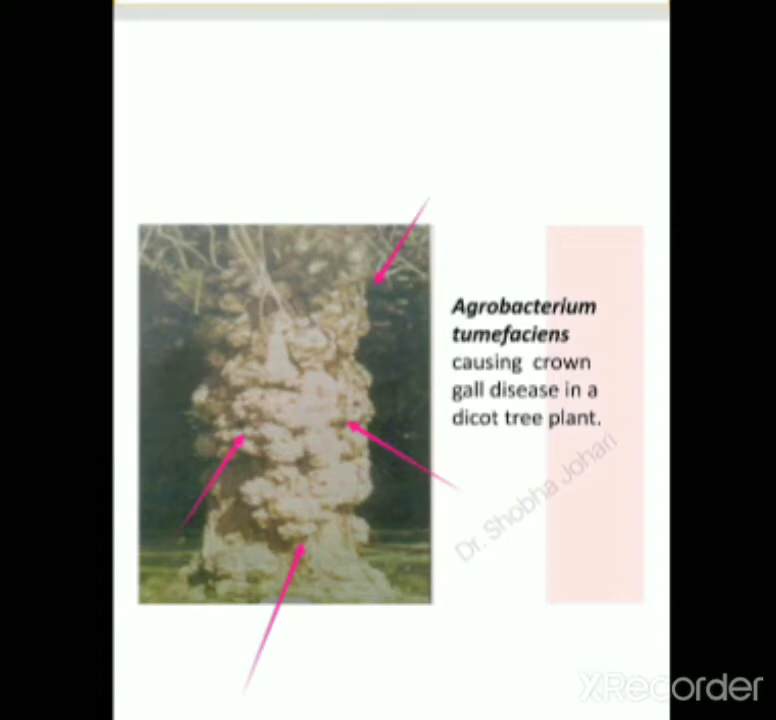 Agrobacterium
tumefaciens
causing crown
gall disease in a
dicot tree plant.
Dr. Shobha Johari
XRecorder